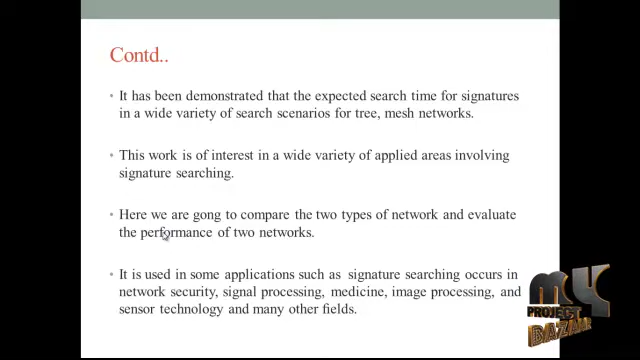 Contd..
• It has been demonstrated that the expected search time for signatures
in a wide variety of search scenarios for tree, mesh networks.
• This work is of interest in a wide variety of applied areas involving
signature searching.
• Here we are gong to compare the two types of network and evaluate
the performance of two networks.
• It is used in some applications such as signature searching occurs in
network security, signal processing, medicine, image processing, and
sensor technology and many other fields.
MY
PROJECT
BAZAAR